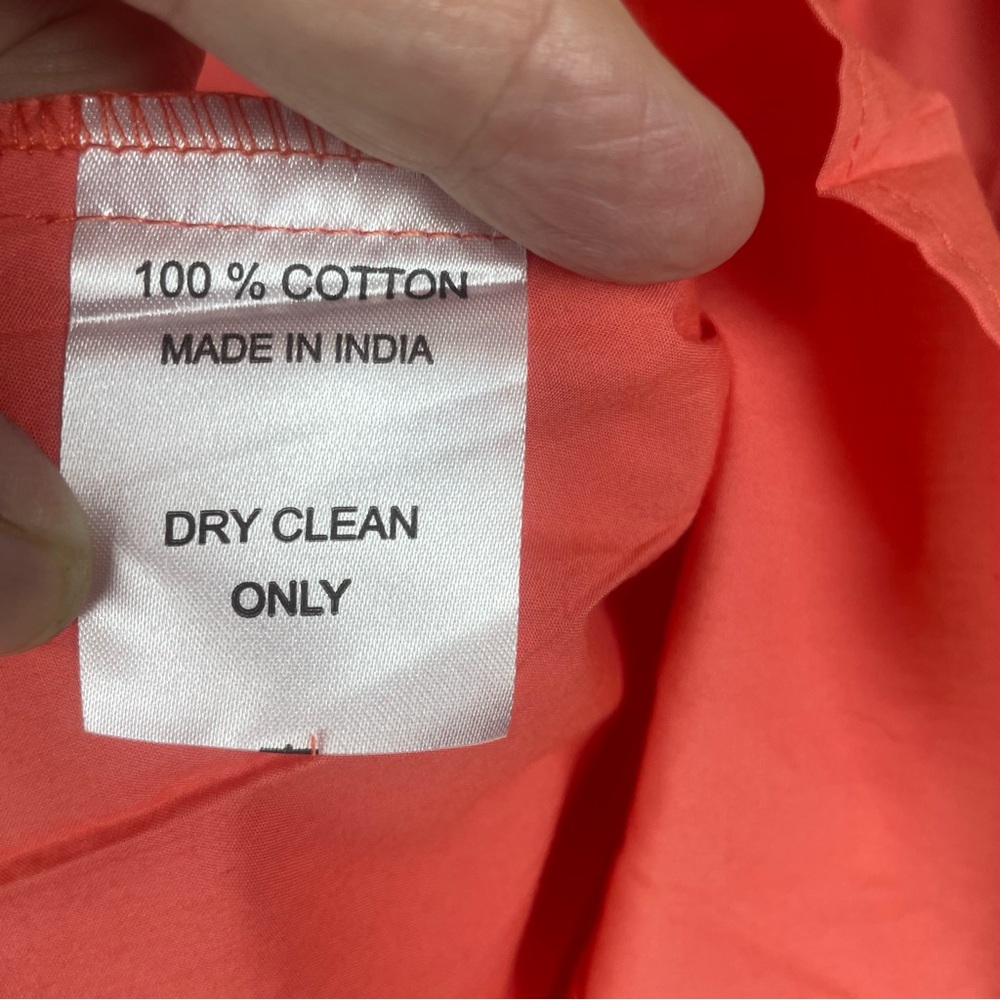 100 % COTTON
MADE IN INDIA
DRY CLEAN
ONLY